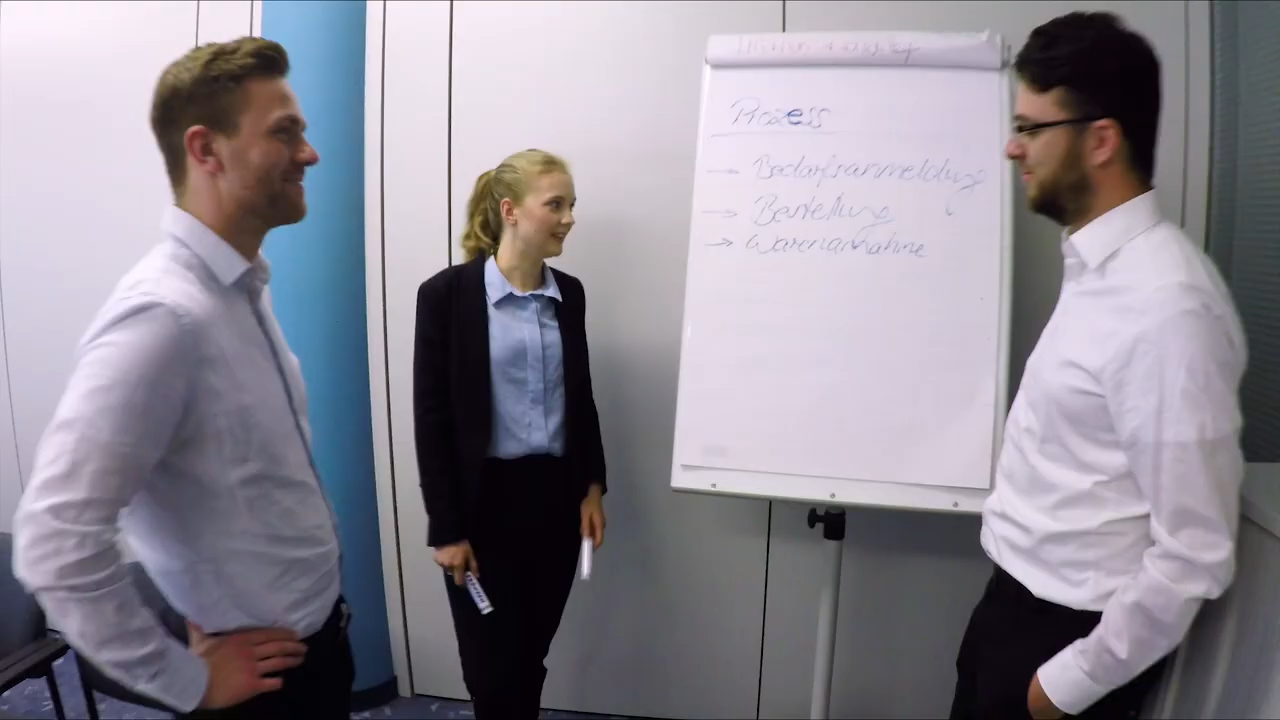 Prozess
→ Bedarfsanmeldung
→ Bestellung
→ Warenannahme